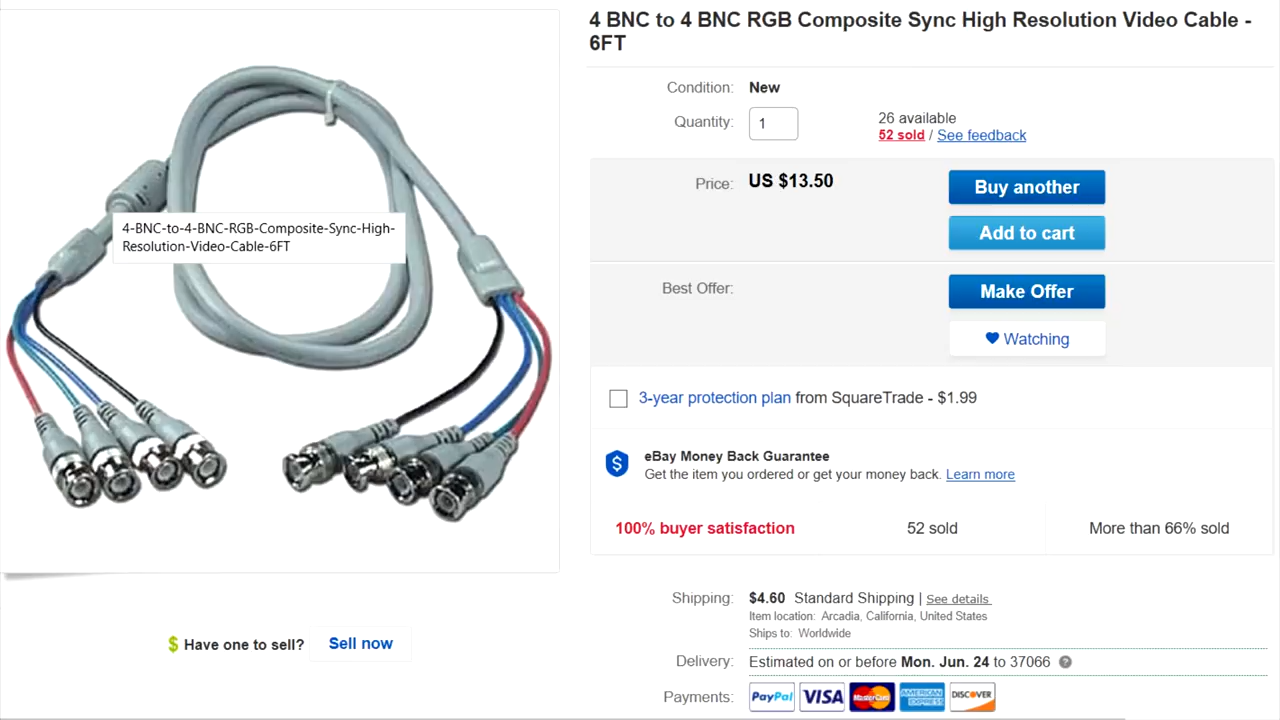 4 BNC to 4 BNC RGB Composite Sync High Resolution Video Cable -
6FT
Condition: New
Quantity: 1
26 available
52 sold / See feedback
Price: US $13.50
Buy another
Add to cart
Best Offer:
Make Offer
Watching
4-BNC-to-4-BNC-RGB-Composite-Sync-High-
Resolution-Video-Cable-6FT
3-year protection plan from SquareTrade - $1.99
eBay Money Back Guarantee
Get the item you ordered or get your money back. Learn more
100% buyer satisfaction 52 sold More than 66% sold
Shipping: $4.60 Standard Shipping | See details
Item location: Arcadia, California, United States
Ships to: Worldwide
$ Have one to sell? Sell now
Delivery: Estimated on or before Mon. Jun. 24 to 37066 ?
Payments: PayPal VISA MasterCard AMERICAN EXPRESS DISCOVER